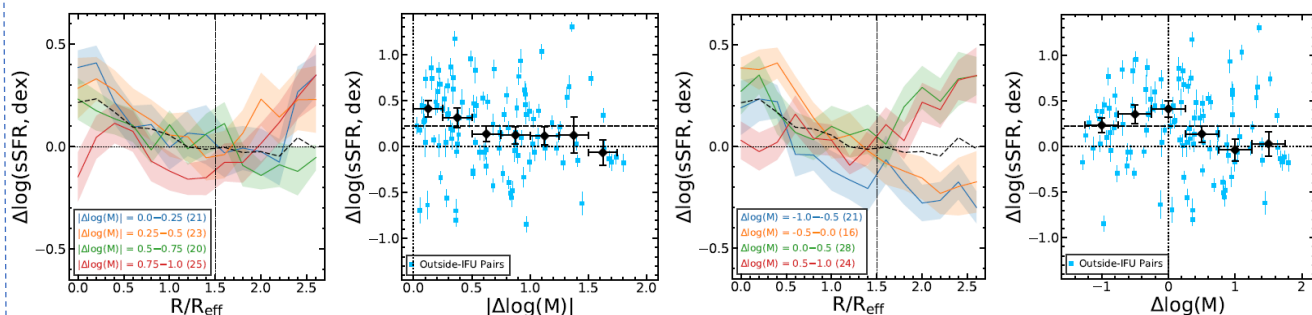 Δlog(sSFR, dex)
0.5
0.0
−0.5
|Δlog(M)| = 0.0−0.25 (21)
|Δlog(M)| = 0.25−0.5 (23)
|Δlog(M)| = 0.5−0.75 (20)
|Δlog(M)| = 0.75−1.0 (25)
0.0 0.5 1.0 1.5 2.0 2.5
R/Reff
Δlog(sSFR, dex)
1.0
0.5
0.0
−0.5
−1.0
Outside-IFU Pairs
0.0 0.5 1.0 1.5 2.0
|Δlog(M)|
Δlog(sSFR, dex)
0.5
0.0
−0.5
Δlog(M) = -1.0−-0.5 (21)
Δlog(M) = -0.5−0.0 (16)
Δlog(M) = 0.0−0.5 (28)
Δlog(M) = 0.5−1.0 (24)
0.0 0.5 1.0 1.5 2.0 2.5
R/Reff
Δlog(sSFR, dex)
1.0
0.5
0.0
−0.5
−1.0
Outside-IFU Pairs
−1 0 1 2
Δlog(M)